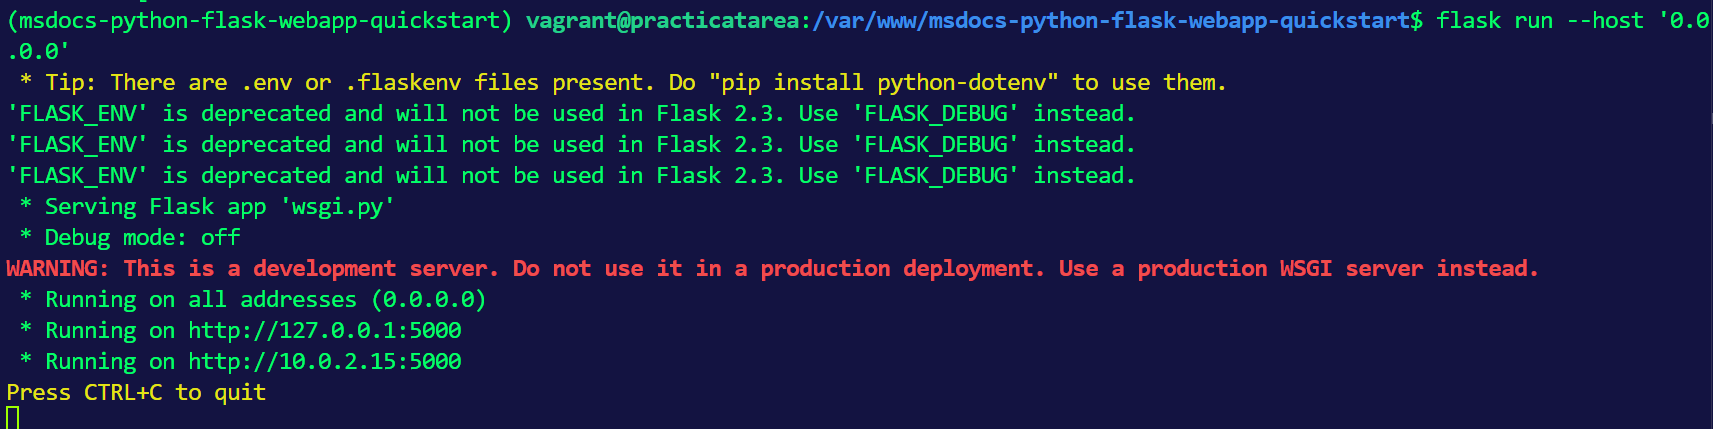 (msdocs-python-flask-webapp-quickstart) vagrant@practicatarea:/var/www/msdocs-python-flask-webapp-quickstart$ flask run --host '0.0
.0.0'
 * Tip: There are .env or .flaskenv files present. Do "pip install python-dotenv" to use them.
'FLASK_ENV' is deprecated and will not be used in Flask 2.3. Use 'FLASK_DEBUG' instead.
'FLASK_ENV' is deprecated and will not be used in Flask 2.3. Use 'FLASK_DEBUG' instead.
'FLASK_ENV' is deprecated and will not be used in Flask 2.3. Use 'FLASK_DEBUG' instead.
 * Serving Flask app 'wsgi.py'
 * Debug mode: off
WARNING: This is a development server. Do not use it in a production deployment. Use a production WSGI server instead.
 * Running on all addresses (0.0.0.0)
 * Running on http://127.0.0.1:5000
 * Running on http://10.0.2.15:5000
Press CTRL+C to quit